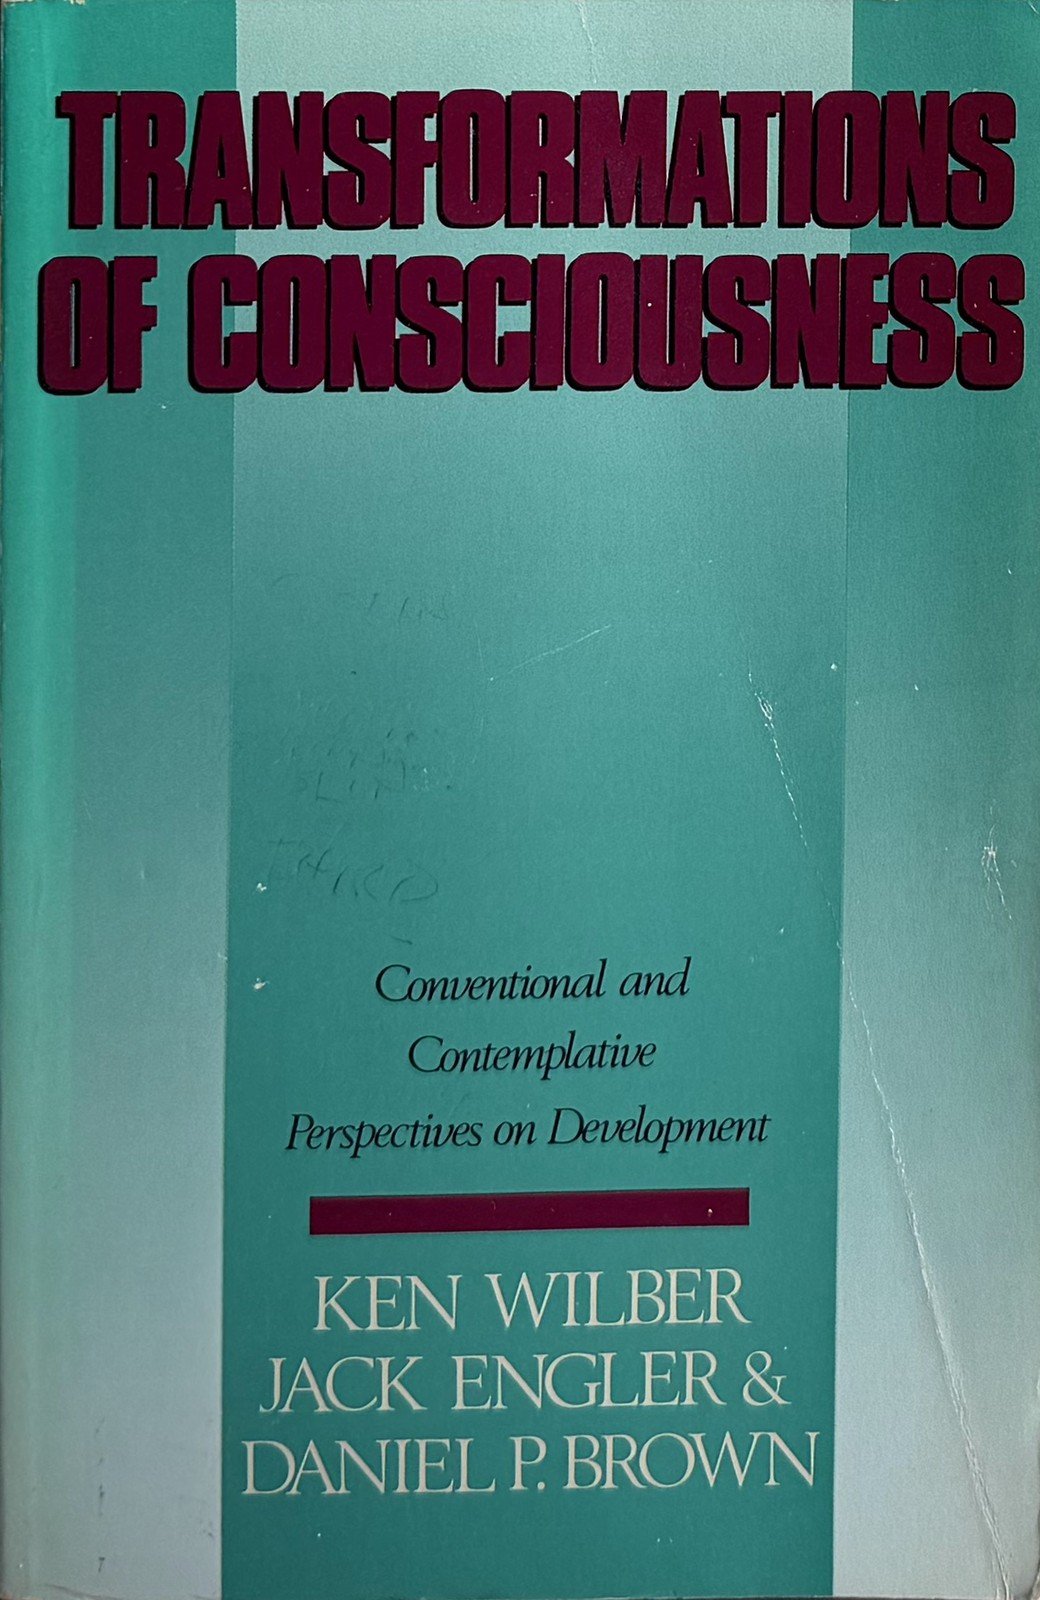 TRANSFORMATIONS
OF CONSCIOUSNESS
Conventional and
Contemplative
Perspectives on Development
KEN WILBER
JACK ENGLER &
DANIEL P. BROWN